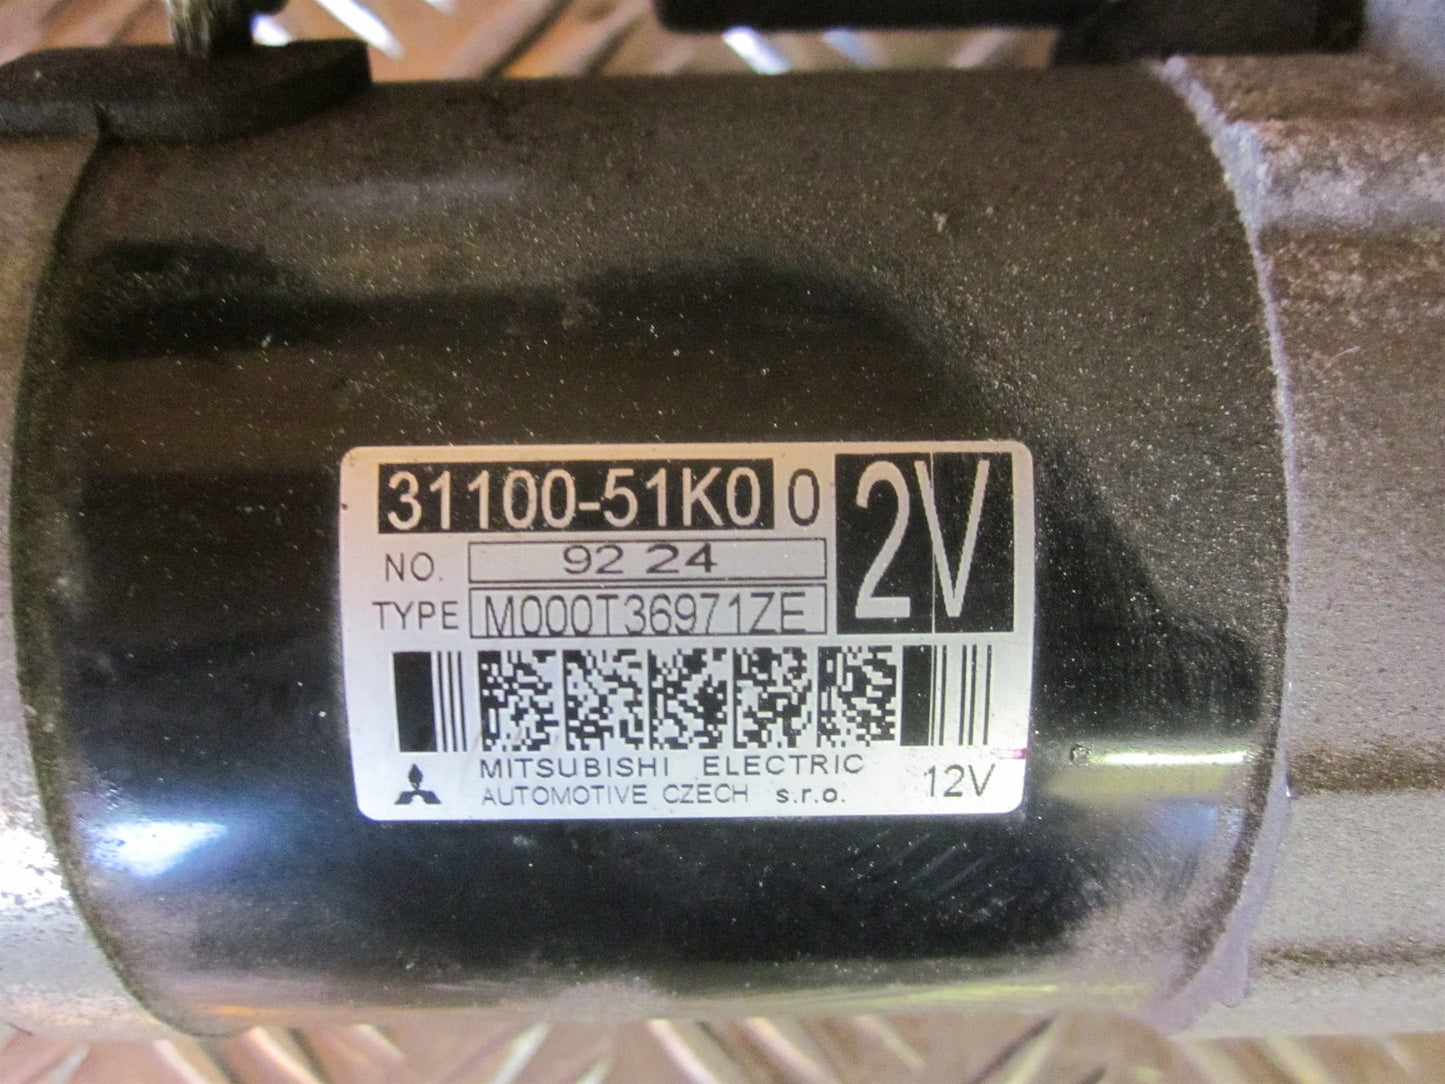 31100-51K0 0 2V
NO. 92 24
TYPE M000T36971ZE
MITSUBISHI ELECTRIC
AUTOMOTIVE CZECH s.r.o. 12V